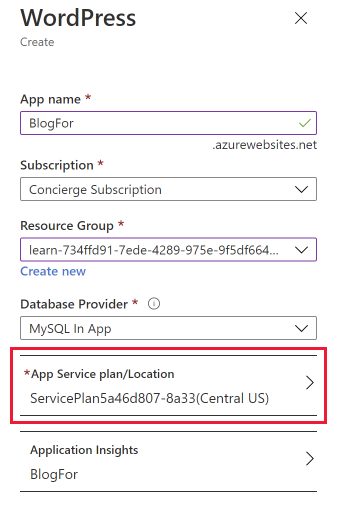 WordPress
Create
App name *
BlogFor
.azurewebsites.net
Subscription *
Concierge Subscription
Resource Group *
learn-734ffd91-7ede-4289-975e-9f5df664...
Create new
Database Provider *
MySQL In App
*App Service plan/Location
ServicePlan5a46d807-8a33(Central US)
Application Insights
BlogFor